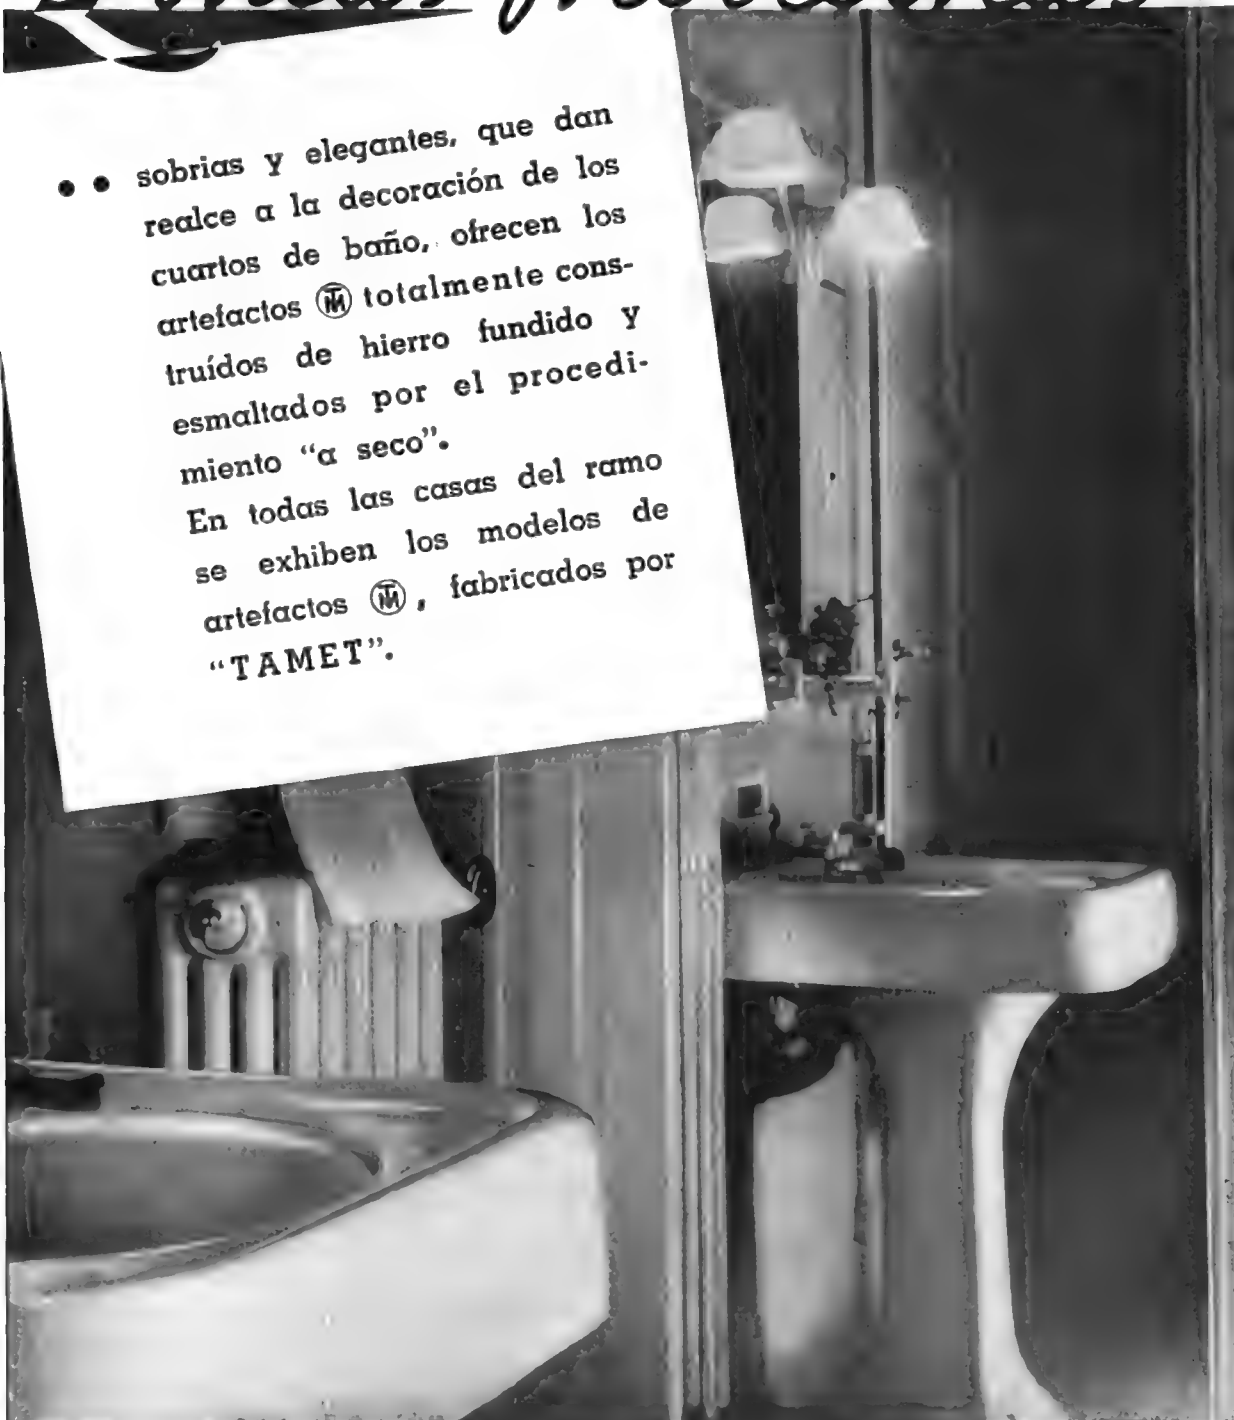 •• sobrias y elegantes, que dan
realce a la decoración de los
cuartos de baño, ofrecen los
artefactos TM totalmente cons-
truídos de hierro fundido y
esmaltados por el procedi-
miento “a seco”.
En todas las casas del ramo
se exhiben los modelos de
artefactos TM, fabricados por
“TAMET”.